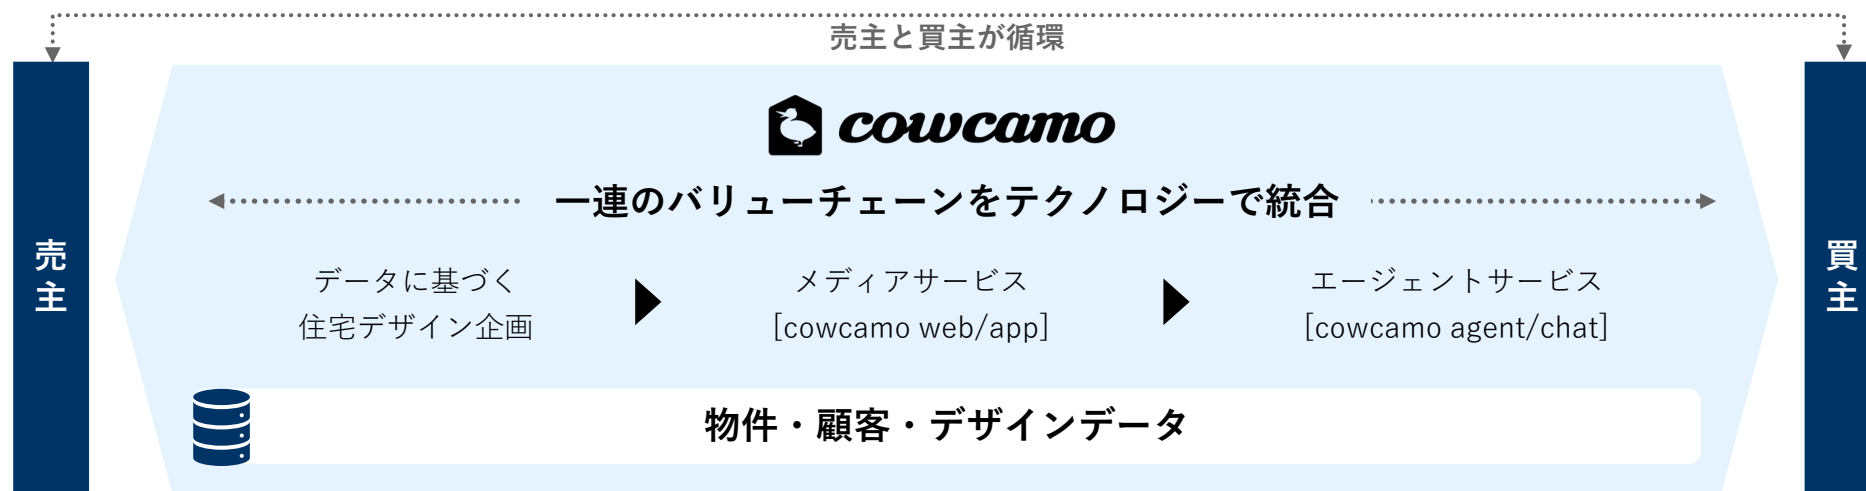 売主と買主が循環
cowcamo
一連のバリューチェーンをテクノロジーで統合
売主
データに基づく
住宅デザイン企画
メディアサービス
[cowcamo web/app]
エージェントサービス
[cowcamo agent/chat]
買主
物件・顧客・デザインデータ